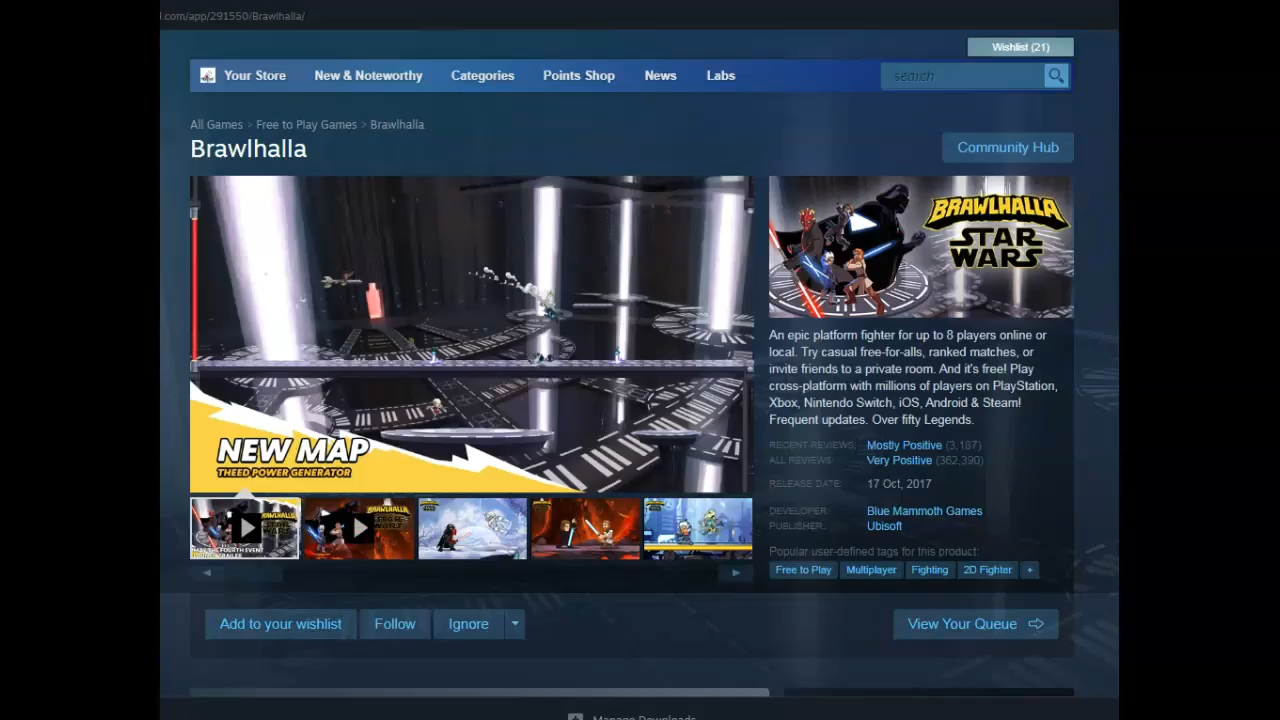 l.com/app/291550/Brawlhalla/
Wishlist (21)
Your Store
New & Noteworthy
Categories
Points Shop
News
Labs
search
All Games > Free to Play Games > Brawlhalla
Brawlhalla
Community Hub
NEW MAP
THEED POWER GENERATOR
BRAWLHALLA
STAR
WARS
An epic platform fighter for up to 8 players online or
local. Try casual free-for-alls, ranked matches, or
invite friends to a private room. And it's free! Play
cross-platform with millions of players on PlayStation,
Xbox, Nintendo Switch, iOS, Android & Steam!
Frequent updates. Over fifty Legends.
RECENT REVIEWS: Mostly Positive (3,187)
ALL REVIEWS: Very Positive (362,390)
RELEASE DATE: 17 Oct, 2017
DEVELOPER: Blue Mammoth Games
PUBLISHER: Ubisoft
Popular user-defined tags for this product:
Free to Play
Multiplayer
Fighting
2D Fighter
+
Add to your wishlist
Follow
Ignore
View Your Queue
Manage Downloads